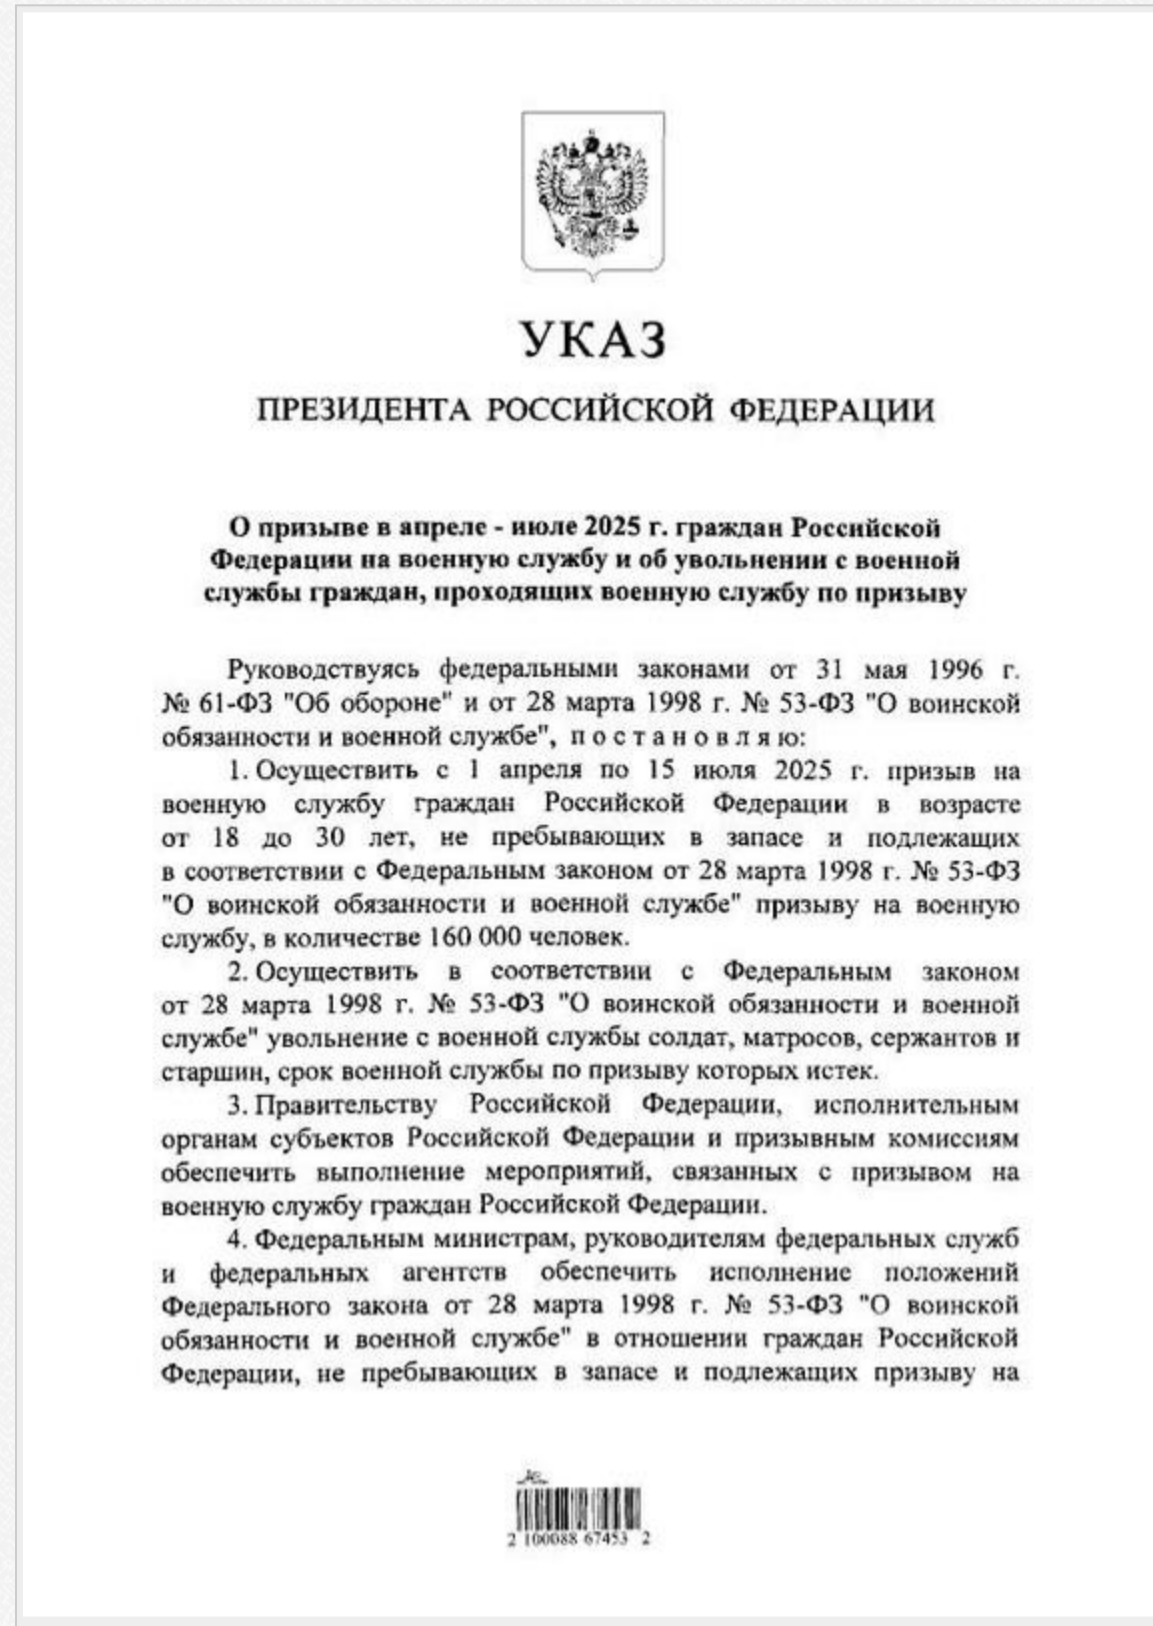 УКАЗ
ПРЕЗИДЕНТА РОССИЙСКОЙ ФЕДЕРАЦИИ
О призыве в апреле - июле 2025 г. граждан Российской
Федерации на военную службу и об увольнении с военной
службы граждан, проходящих военную службу по призыву
Руководствуясь федеральными законами от 31 мая 1996 г.
№ 61-ФЗ "Об обороне" и от 28 марта 1998 г. № 53-ФЗ "О воинской
обязанности и военной службе", п о с т а н о в л я ю:
1. Осуществить с 1 апреля по 15 июля 2025 г. призыв на
военную службу граждан Российской Федерации в возрасте
от 18 до 30 лет, не пребывающих в запасе и подлежащих
в соответствии с Федеральным законом от 28 марта 1998 г. № 53-ФЗ
"О воинской обязанности и военной службе" призыву на военную
службу, в количестве 160 000 человек.
2. Осуществить в соответствии с Федеральным законом
от 28 марта 1998 г. № 53-ФЗ "О воинской обязанности и военной
службе" увольнение с военной службы солдат, матросов, сержантов и
старшин, срок военной службы по призыву которых истек.
3. Правительству Российской Федерации, исполнительным
органам субъектов Российской Федерации и призывным комиссиям
обеспечить выполнение мероприятий, связанных с призывом на
военную службу граждан Российской Федерации.
4. Федеральным министрам, руководителям федеральных служб
и федеральных агентств обеспечить исполнение положений
Федерального закона от 28 марта 1998 г. № 53-ФЗ "О воинской
обязанности и военной службе" в отношении граждан Российской
Федерации, не пребывающих в запасе и подлежащих призыву на
2 100088 67453 2